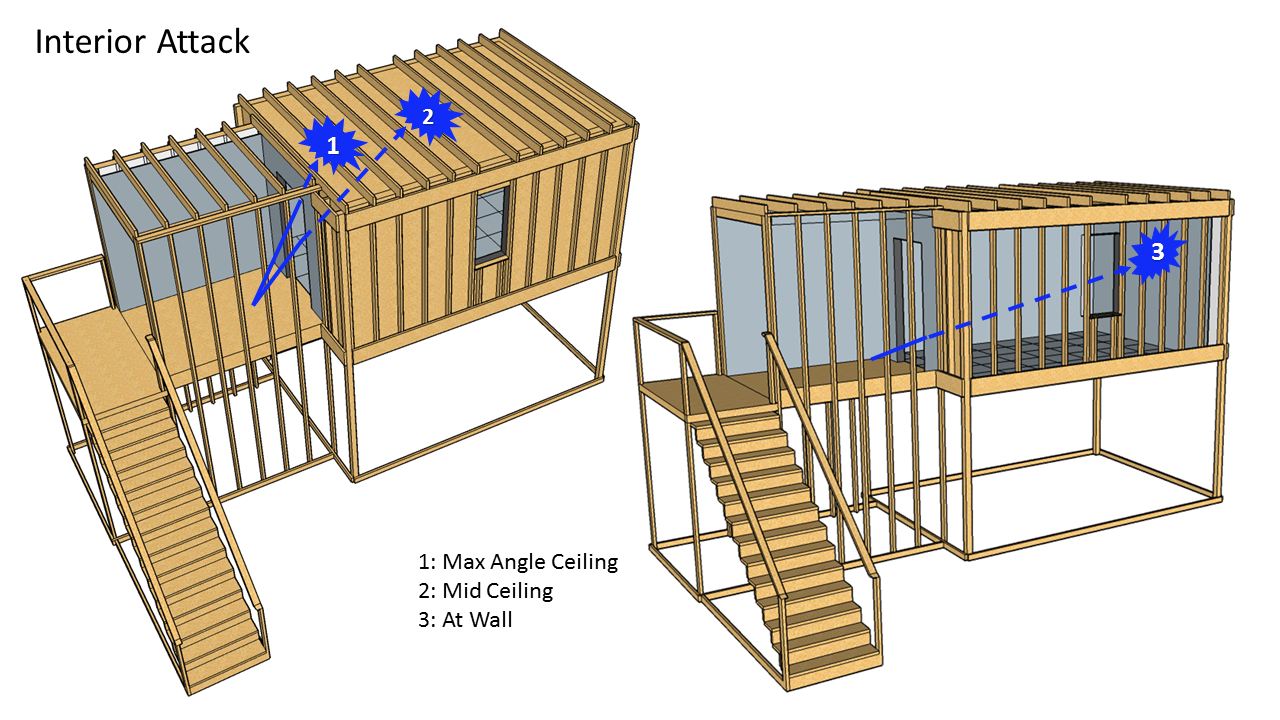 Interior Attack
1
2
3
1: Max Angle Ceiling
2: Mid Ceiling
3: At Wall